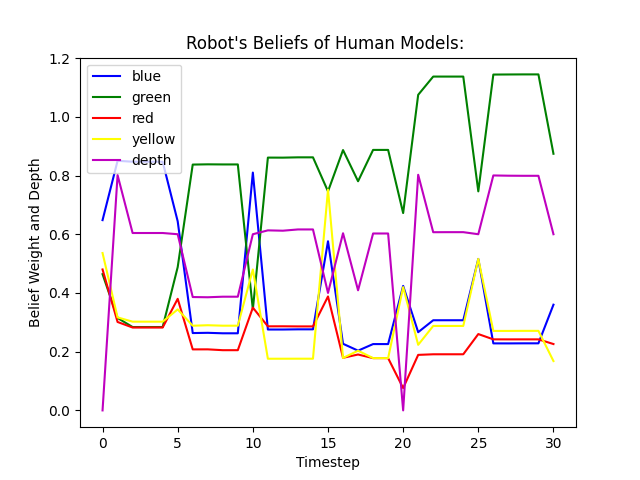 Robot's Beliefs of Human Models:
1.2
1.0
0.8
0.6
0.4
0.2
0.0
Belief Weight and Depth
blue
green
red
yellow
depth
0 5 10 15 20 25 30
Timestep